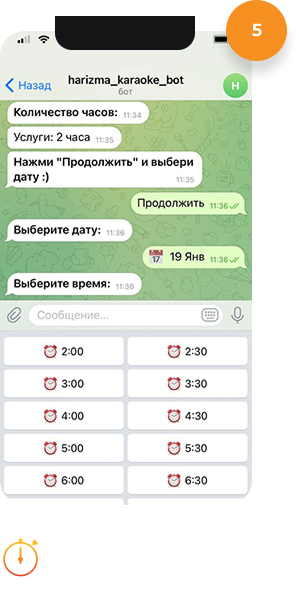 5
Назад
harizma_karaoke_bot
бот
H
Количество часов: 11:34
Услуги: 2 часа 11:35
Нажми "Продолжить" и выбери
дату :) 11:35
Продолжить 11:36
Выберите дату: 11:36
19 Янв 11:36
Выберите время: 11:36
Сообщение...
2:00 2:30
3:00 3:30
4:00 4:30
5:00 5:30
6:00 6:30